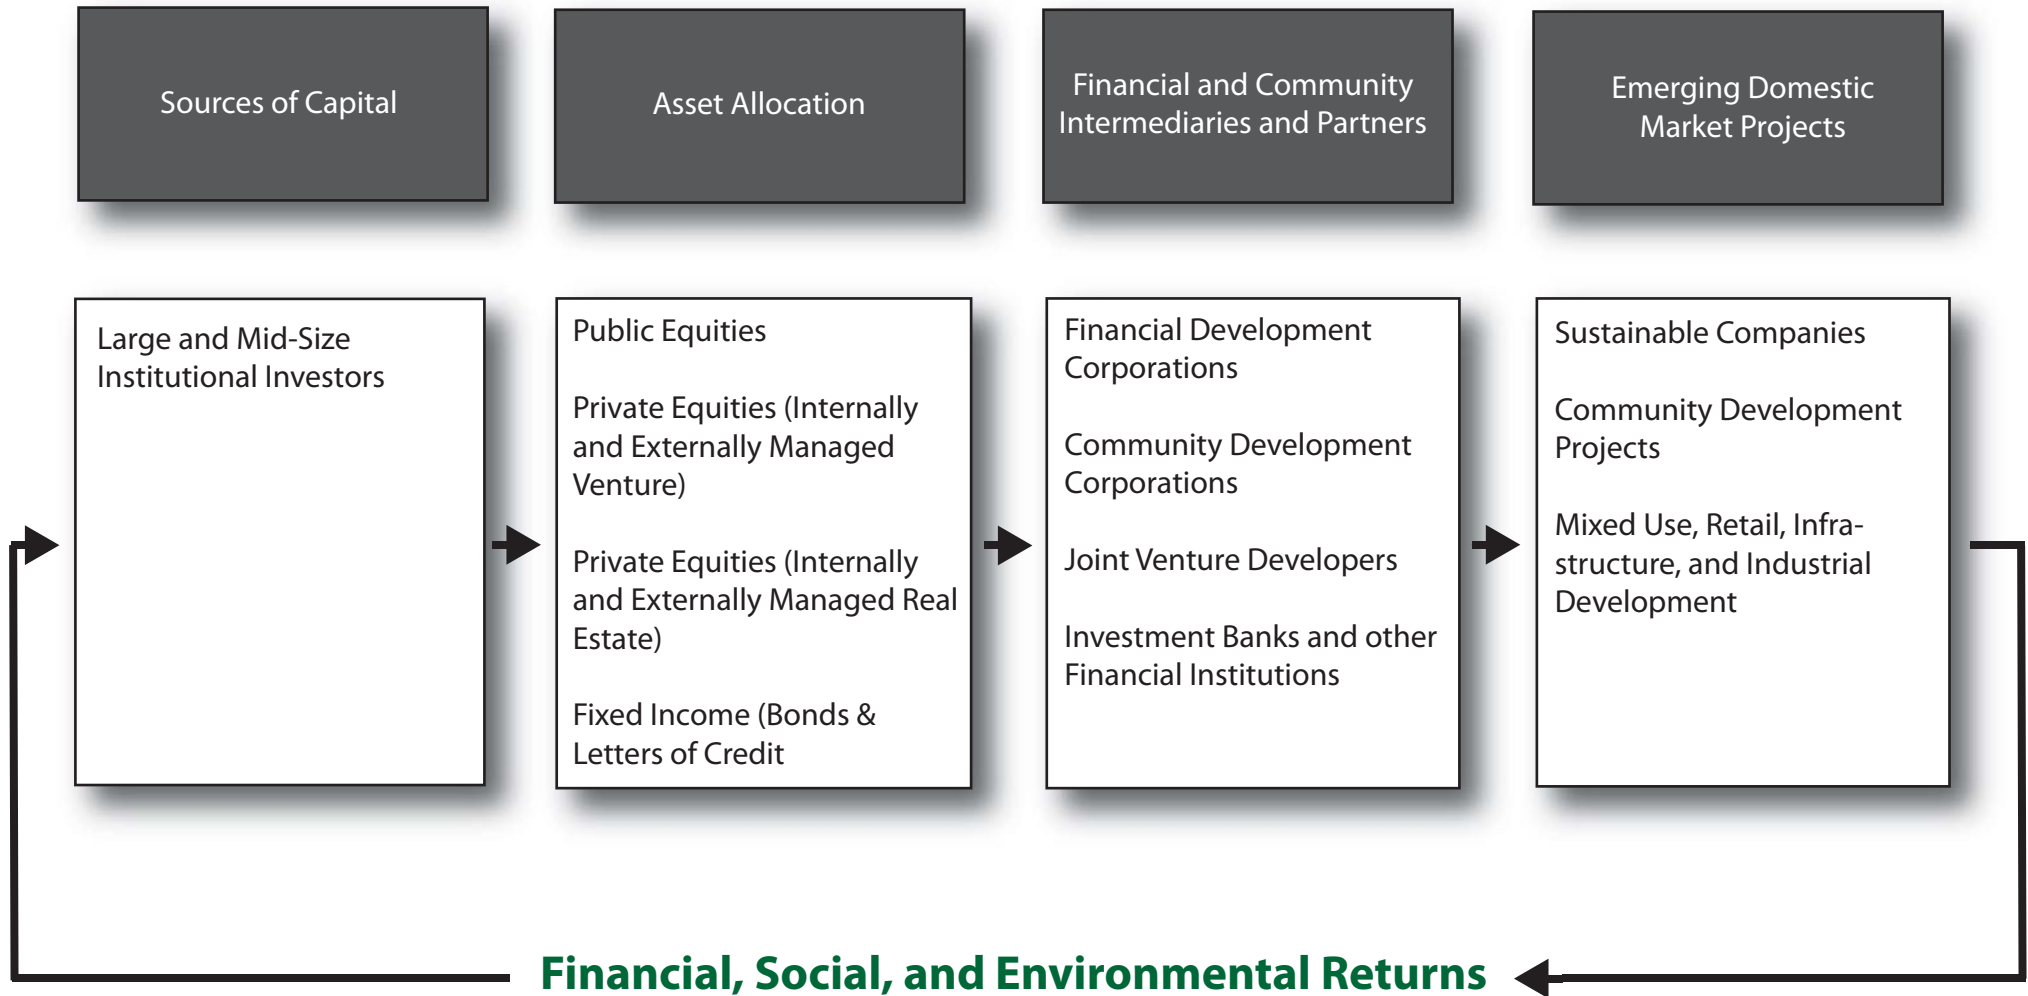 Sources of Capital
Asset Allocation
Financial and Community
Intermediaries and Partners
Emerging Domestic
Market Projects
Large and Mid-Size
Institutional Investors
Public Equities
Private Equities (Internally
and Externally Managed
Venture)
Private Equities (Internally
and Externally Managed Real
Estate)
Fixed Income (Bonds &
Letters of Credit
Financial Development
Corporations
Community Development
Corporations
Joint Venture Developers
Investment Banks and other
Financial Institutions
Sustainable Companies
Community Development
Projects
Mixed Use, Retail, Infra-
structure, and Industrial
Development
Financial, Social, and Environmental Returns